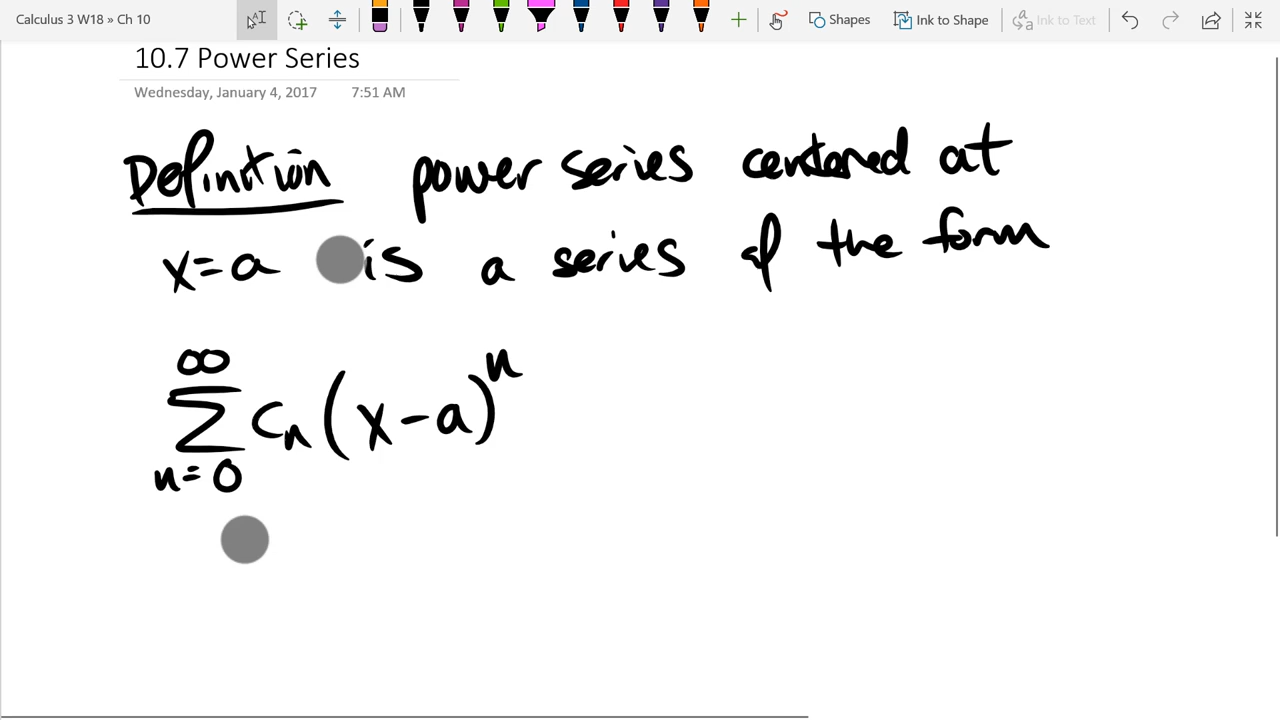 Calculus 3 W18 » Ch 10
Shapes
Ink to Shape
Ink to Text
10.7 Power Series
Wednesday, January 4, 2017 7:51 AM
Definition power series centered at
x=a is a series of the form
∞
∑ cₙ(x-a)ⁿ
n=0